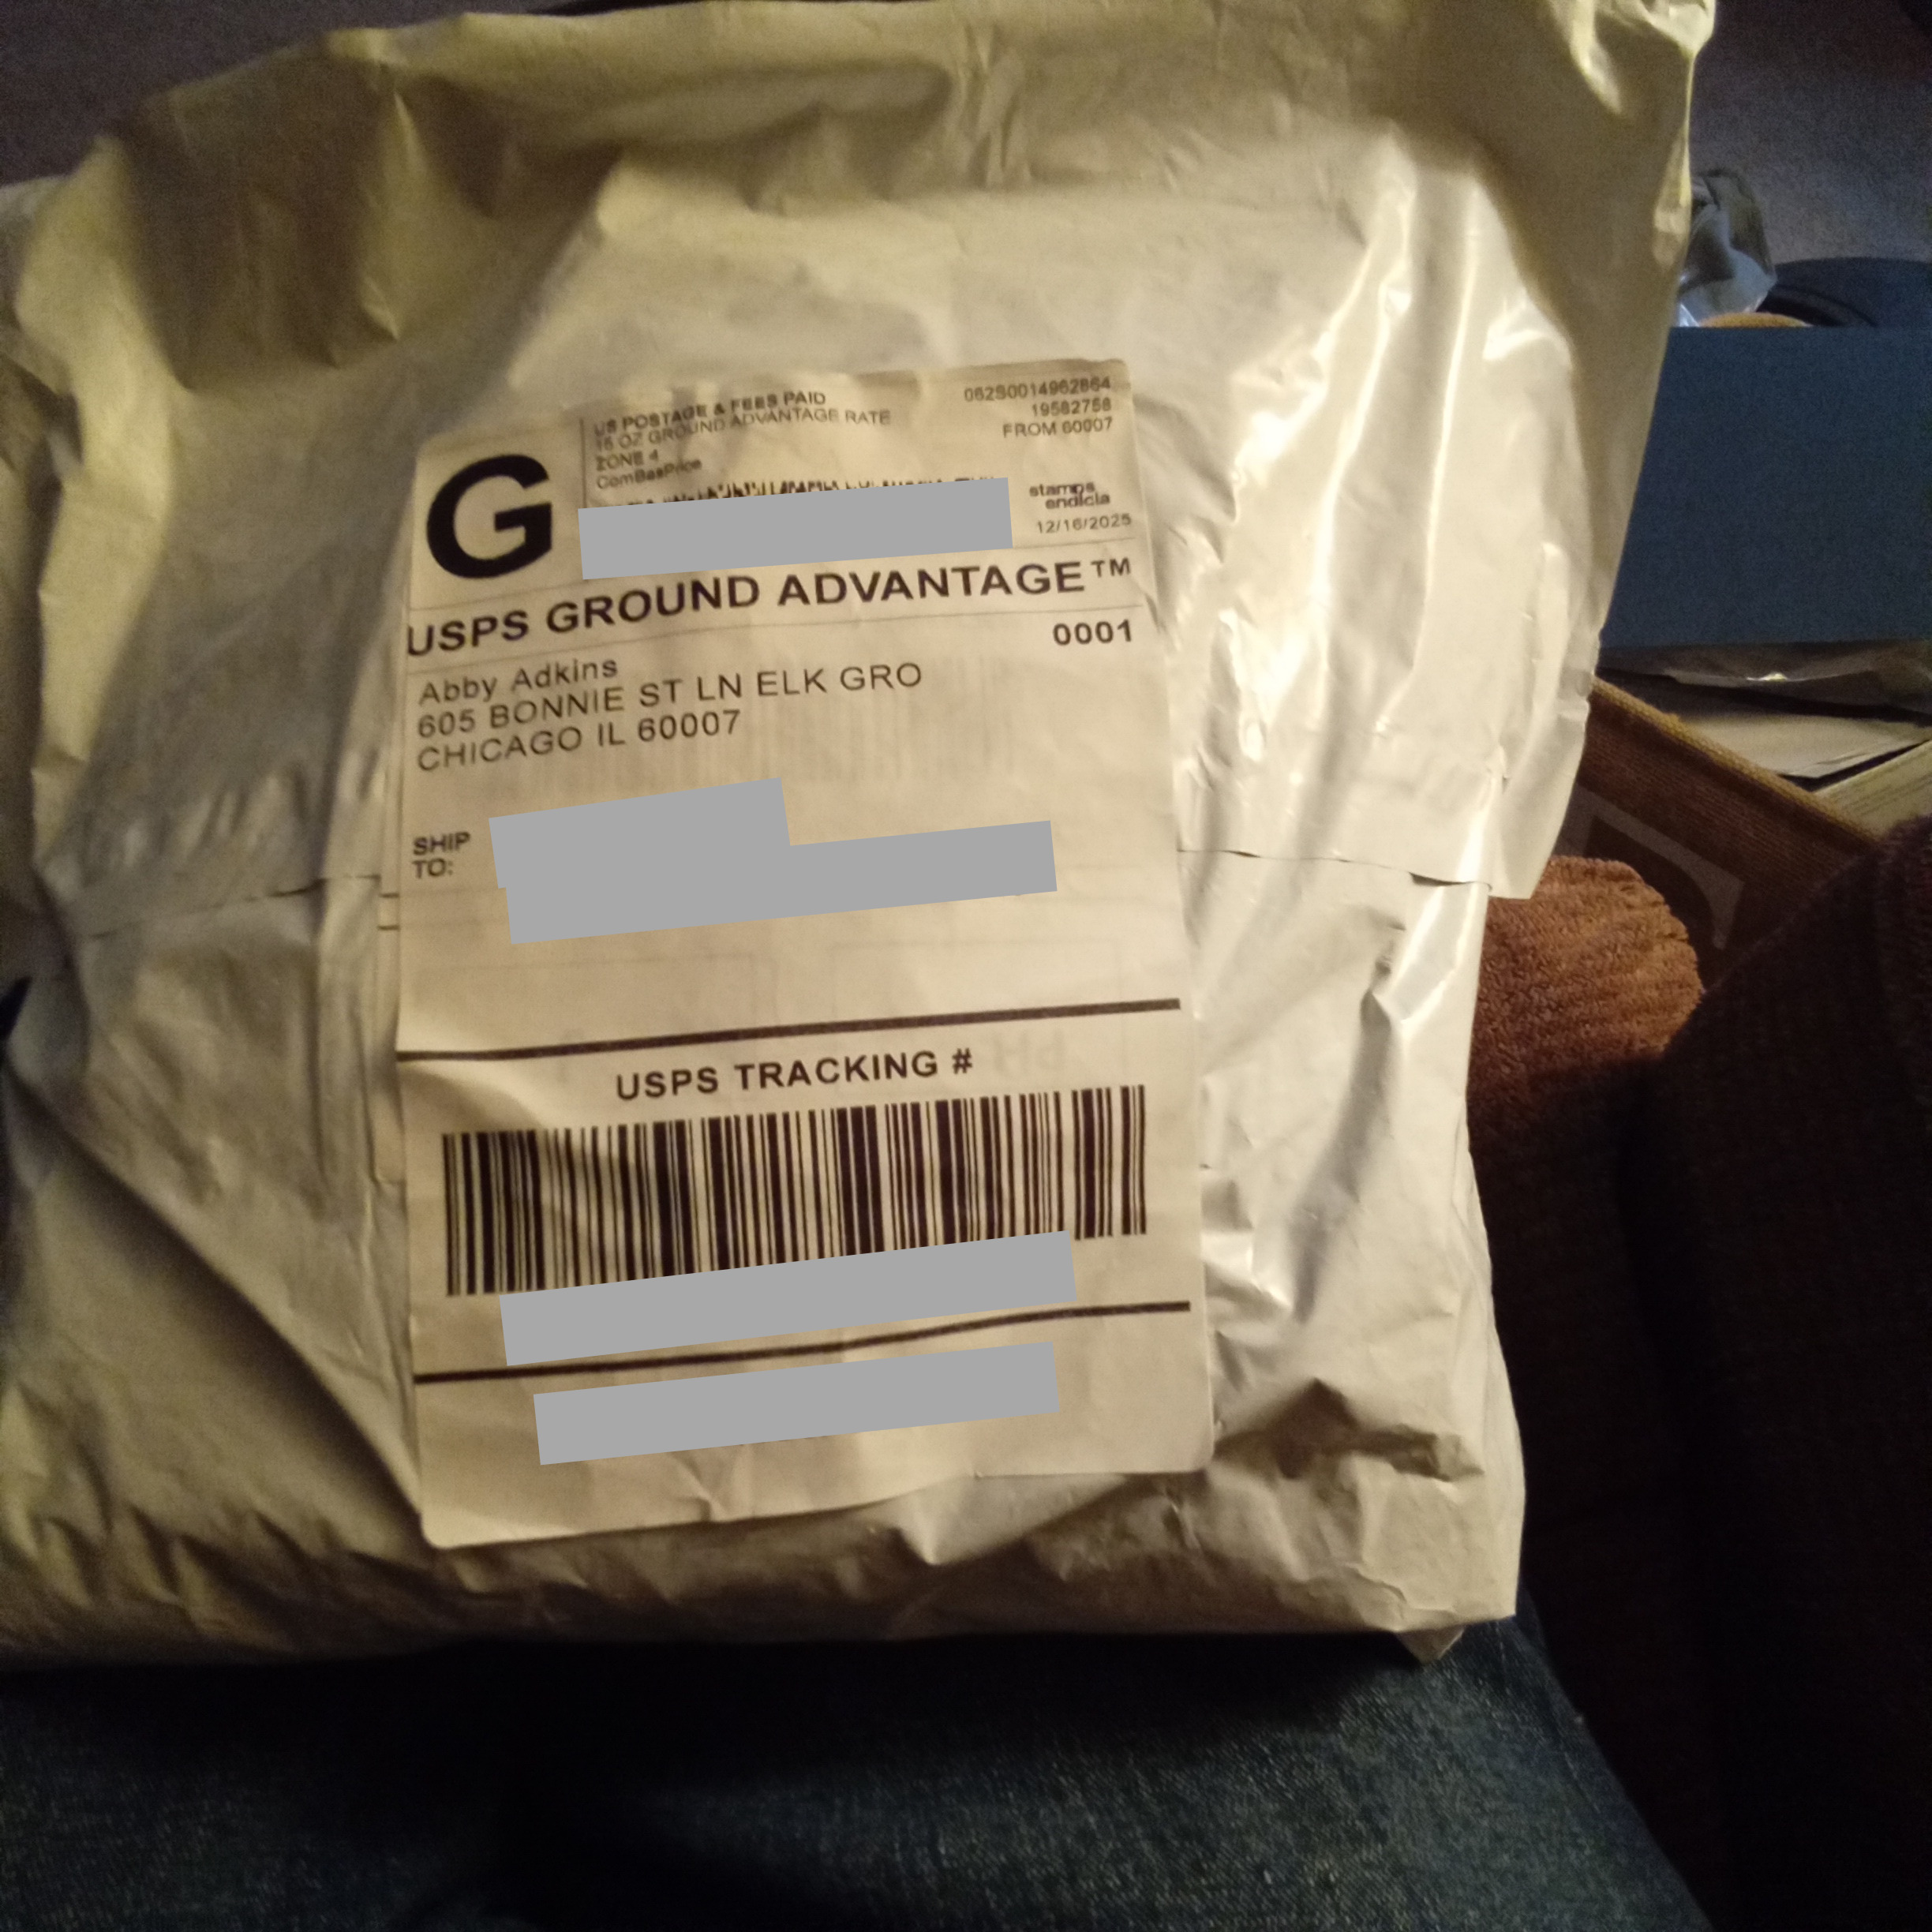 G
US POSTAGE & FEES PAID
16 OZ GROUND ADVANTAGE RATE
ZONE 4
ComBasPrice
062S0014962864
19582758
FROM 60007
stamps
endicia
12/16/2025
USPS GROUND ADVANTAGE™
0001
Abby Adkins
605 BONNIE ST LN ELK GRO
CHICAGO IL 60007
SHIP
TO:
USPS TRACKING #